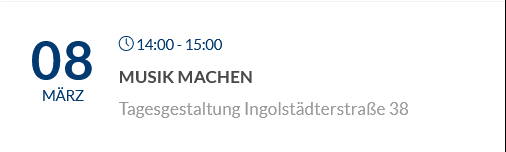 08
MÄRZ
14:00 - 15:00
MUSIK MACHEN
Tagesgestaltung Ingolstädterstraße 38